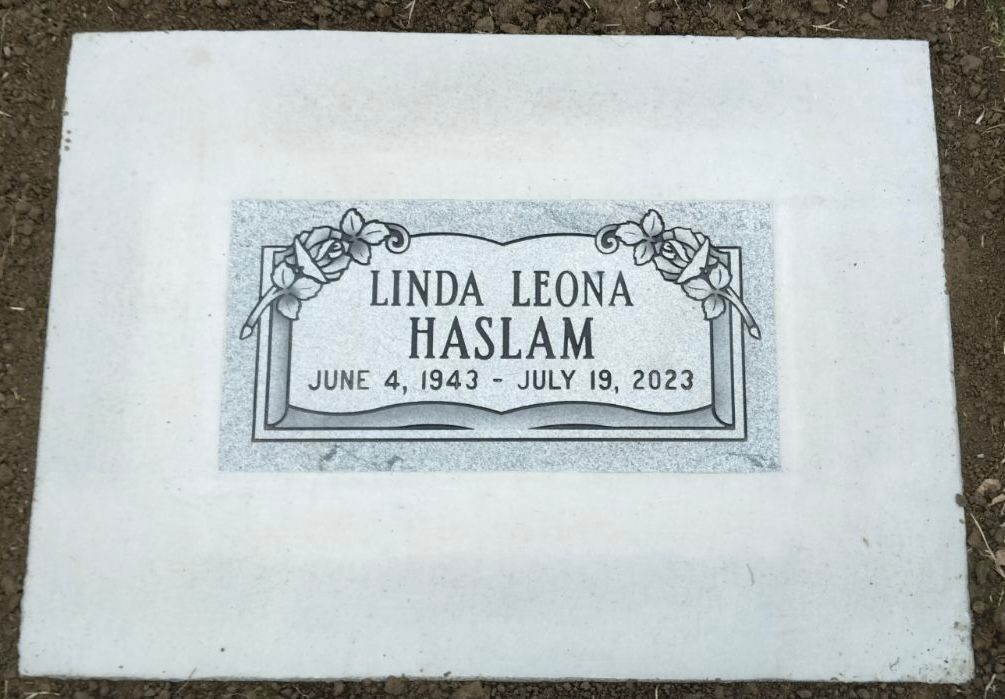 LINDA LEONA
HASLAM
JUNE 4, 1943 - JULY 19, 2023